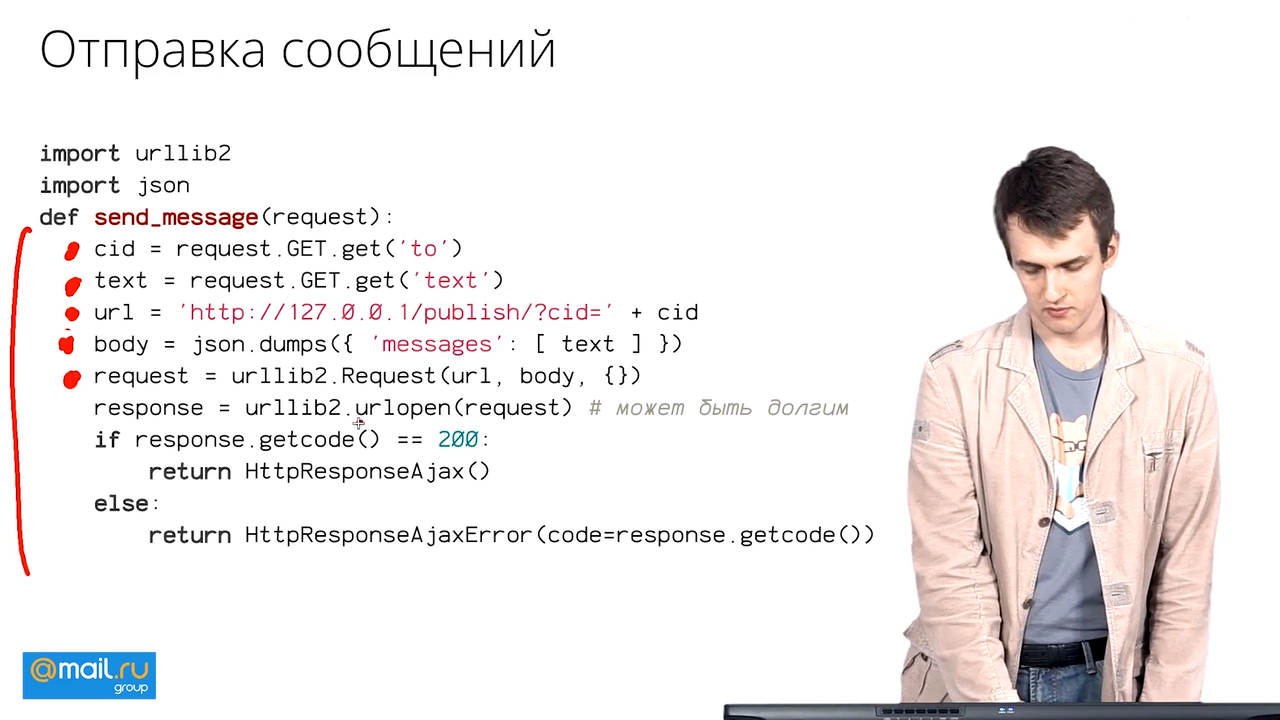 Отправка сообщений
import urllib2
import json
def send_message(request):
cid = request.GET.get('to')
text = request.GET.get('text')
url = 'http://127.0.0.1/publish/?cid=' + cid
body = json.dumps({ 'messages': [ text ] })
request = urllib2.Request(url, body, {})
response = urllib2.urlopen(request) # может быть долгим
if response.getcode() == 200:
return HttpResponseAjax()
else:
return HttpResponseAjaxError(code=response.getcode())
@mail.ru
group